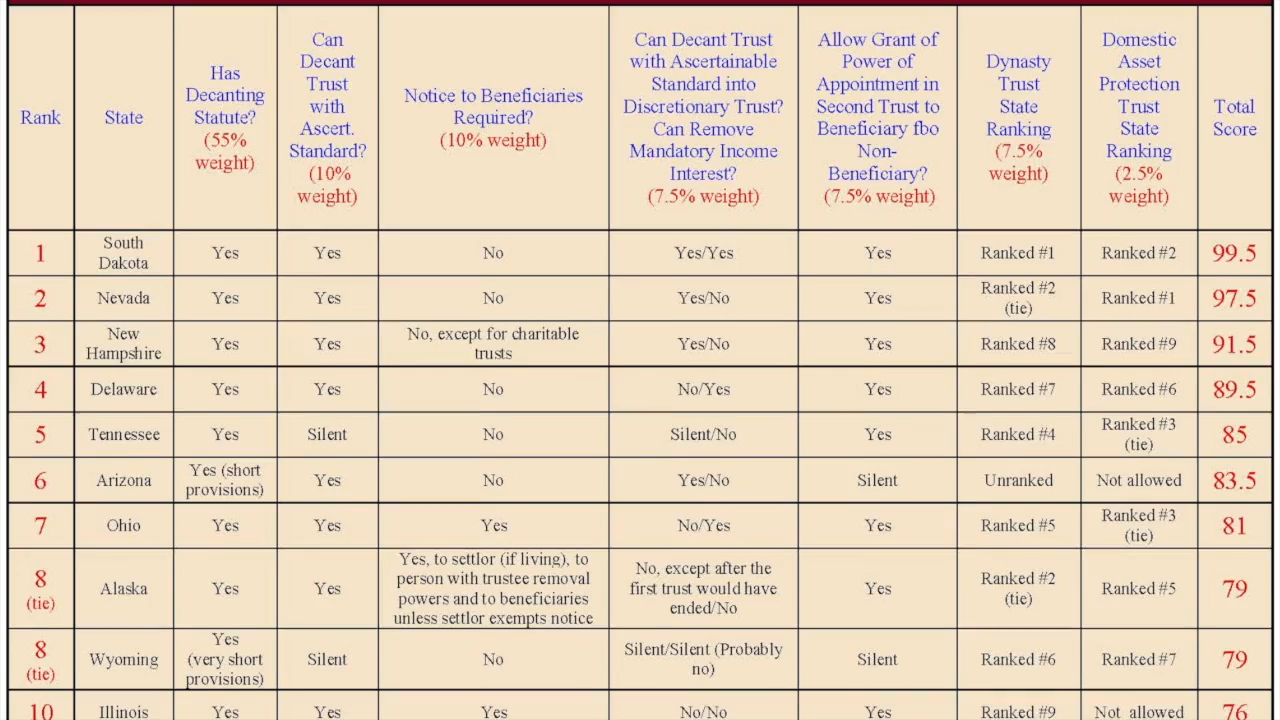 Rank
State
Has
Decanting
Statute?
(55%
weight)
Can
Decant
Trust
with
Ascert.
Standard?
(10%
weight)
Notice to Beneficiaries
Required?
(10% weight)
Can Decant Trust
with Ascertainable
Standard into
Discretionary Trust?
Can Remove
Mandatory Income
Interest?
(7.5% weight)
Allow Grant of
Power of
Appointment in
Second Trust to
Beneficiary fbo
Non-
Beneficiary?
(7.5% weight)
Dynasty
Trust
State
Ranking
(7.5%
weight)
Domestic
Asset
Protection
Trust
State
Ranking
(2.5%
weight)
Total
Score
1
South
Dakota
Yes
Yes
No
Yes/Yes
Yes
Ranked #1
Ranked #2
99.5
2
Nevada
Yes
Yes
No
Yes/No
Yes
Ranked #2
(tie)
Ranked #1
97.5
3
New
Hampshire
Yes
Yes
No, except for charitable
trusts
Yes/No
Yes
Ranked #8
Ranked #9
91.5
4
Delaware
Yes
Yes
No
No/Yes
Yes
Ranked #7
Ranked #6
89.5
5
Tennessee
Yes
Silent
No
Silent/No
Yes
Ranked #4
Ranked #3
(tie)
85
6
Arizona
Yes (short
provisions)
Yes
No
Yes/No
Silent
Unranked
Not allowed
83.5
7
Ohio
Yes
Yes
Yes
No/Yes
Yes
Ranked #5
Ranked #3
(tie)
81
8
(tie)
Alaska
Yes
Yes
Yes, to settlor (if living), to
person with trustee removal
powers and to beneficiaries
unless settlor exempts notice
No, except after the
first trust would have
ended/No
Yes
Ranked #2
(tie)
Ranked #5
79
8
(tie)
Wyoming
Yes
(very short
provisions)
Silent
No
Silent/Silent (Probably
no)
Silent
Ranked #6
Ranked #7
79
10
Illinois
Yes
Yes
Yes
No/No
Yes
Ranked #9
Not allowed
76